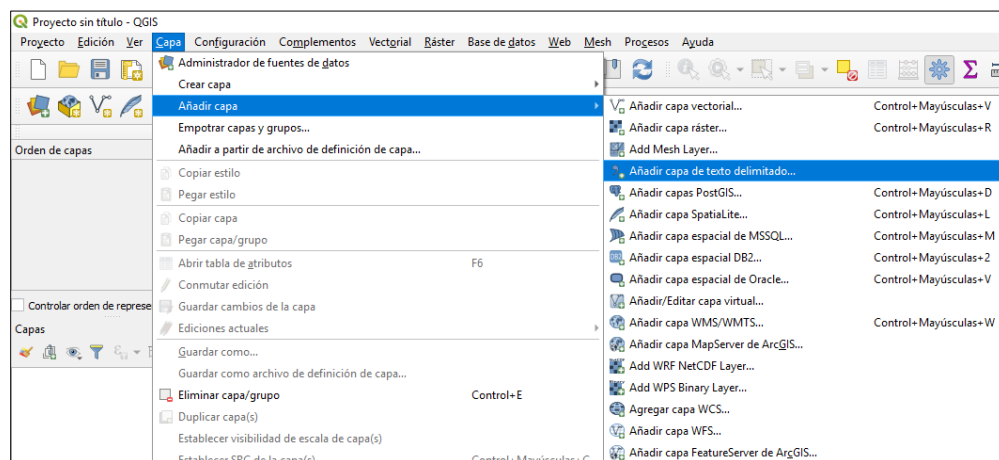 Proyecto sin título - QGIS
Proyecto Edición Ver Capa Configuración Complementos Vectorial Ráster Base de datos Web Mesh Procesos Ayuda
Administrador de fuentes de datos
Crear capa
Añadir capa
Empotrar capas y grupos...
Añadir a partir de archivo de definición de capa...
Copiar estilo
Pegar estilo
Copiar capa
Pegar capa/grupo
Abrir tabla de atributos F6
Conmutar edición
Guardar cambios de la capa
Ediciones actuales
Guardar como...
Guardar como archivo de definición de capa...
Eliminar capa/grupo Control+E
Duplicar capa(s)
Establecer visibilidad de escala de capa(s)
Establecer SRC de la capa(s) Control+Mayúsculas+C
Orden de capas
Controlar orden de represe
Capas
Añadir capa vectorial... Control+Mayúsculas+V
Añadir capa ráster... Control+Mayúsculas+R
Add Mesh Layer...
Añadir capa de texto delimitado...
Añadir capas PostGIS... Control+Mayúsculas+D
Añadir capa SpatiaLite... Control+Mayúsculas+L
Añadir capa espacial de MSSQL... Control+Mayúsculas+M
Añadir capa espacial DB2... Control+Mayúsculas+2
Añadir capa espacial de Oracle... Control+Mayúsculas+V
Añadir/Editar capa virtual...
Añadir capa WMS/WMTS... Control+Mayúsculas+W
Añadir capa MapServer de ArcGIS...
Add WRF NetCDF Layer...
Add WPS Binary Layer...
Agregar capa WCS...
Añadir capa WFS...
Añadir capa FeatureServer de ArcGIS...